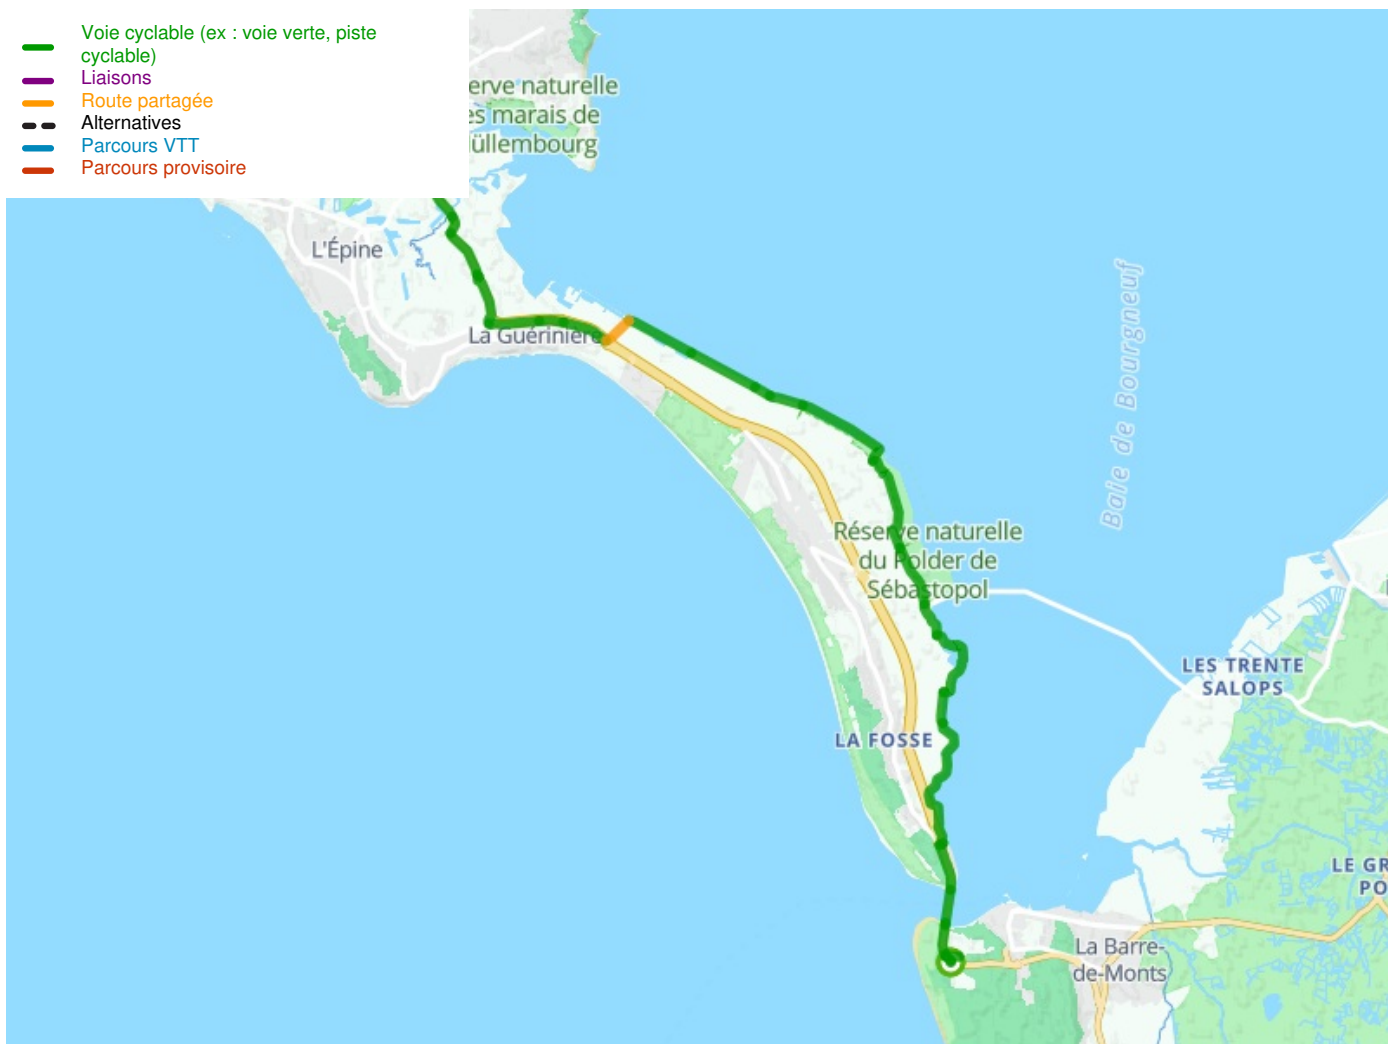 Voie cyclable (ex : voie verte, piste
cyclable)
Liaisons
Route partagée
Alternatives
Parcours VTT
Parcours provisoire
erve naturelle
es marais de
üllembourg
L'Épine
La Guérinière
Baie de Bourgneuf
Réserve naturelle
du Polder de
Sébastopol
LES TRENTE
SALOPS
LA FOSSE
LE GR
PO
La Barre-
de-Monts